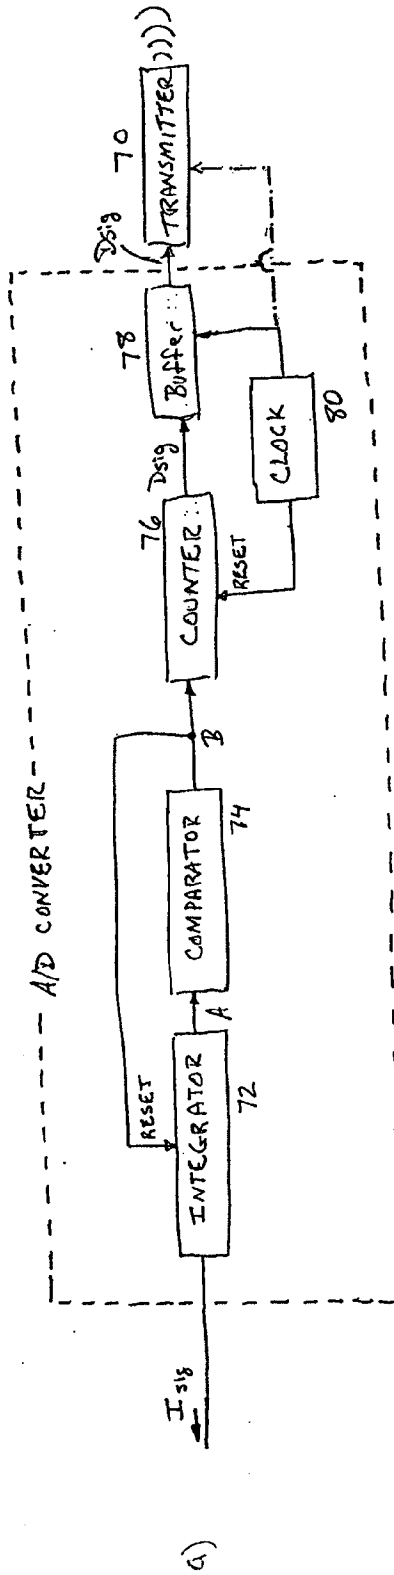 a)
Isig
A/D CONVERTER
RESET
INTEGRATOR
72
A
COMPARATOR
74
B
76
COUNTER
RESET
Dsig
78
Buffer
CLOCK
80
Dsig
70
TRANSMITTER